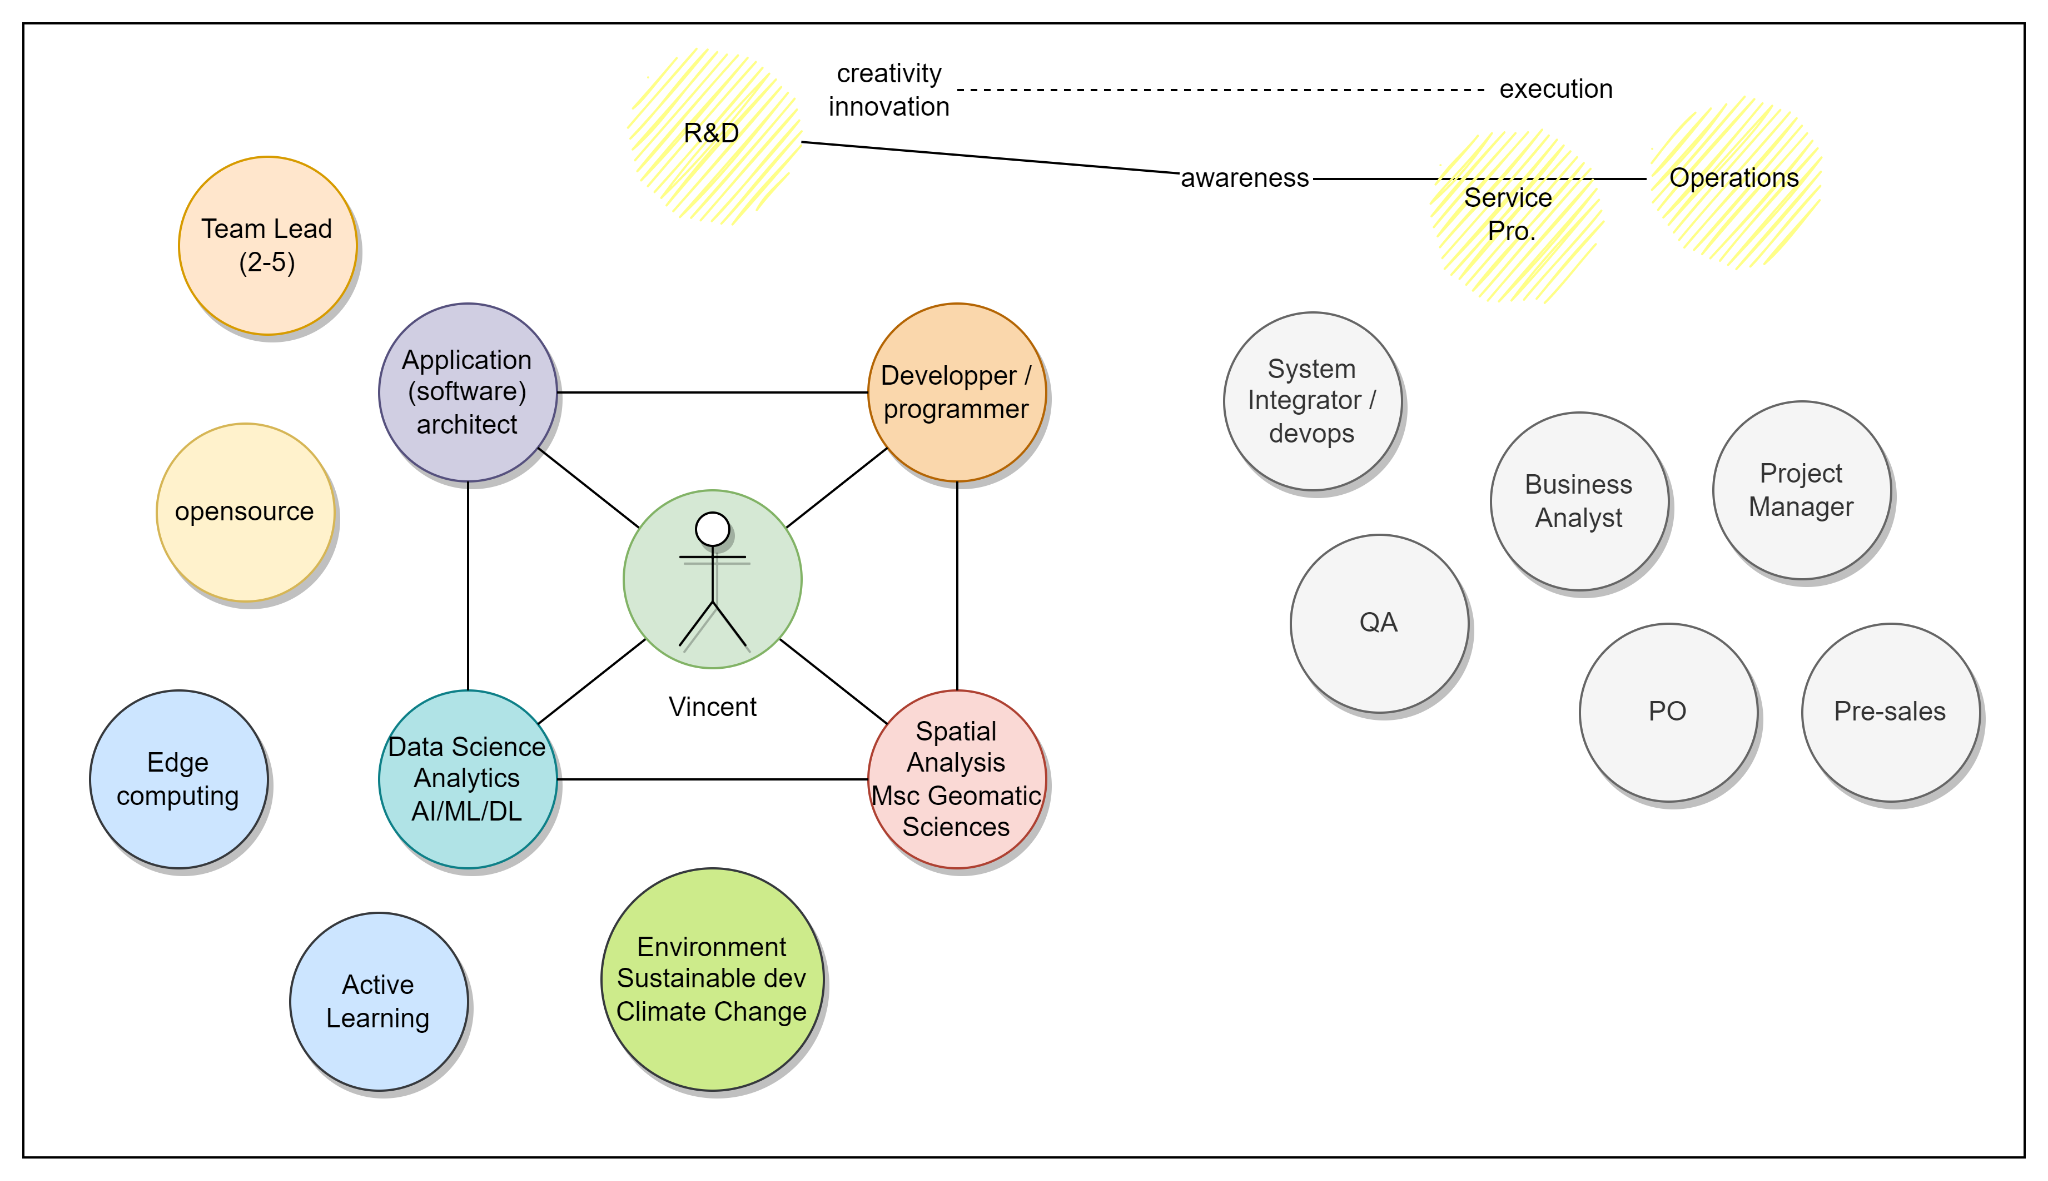 creativity
innovation
execution
R&D
awareness
Operations
Service
Pro.
Team Lead
(2-5)
Application
(software)
architect
Developper /
programmer
System
Integrator /
devops
Business
Analyst
Project
Manager
opensource
QA
Vincent
PO
Pre-sales
Edge
computing
Data Science
Analytics
AI/ML/DL
Spatial
Analysis
Msc Geomatic
Sciences
Active
Learning
Environment
Sustainable dev
Climate Change